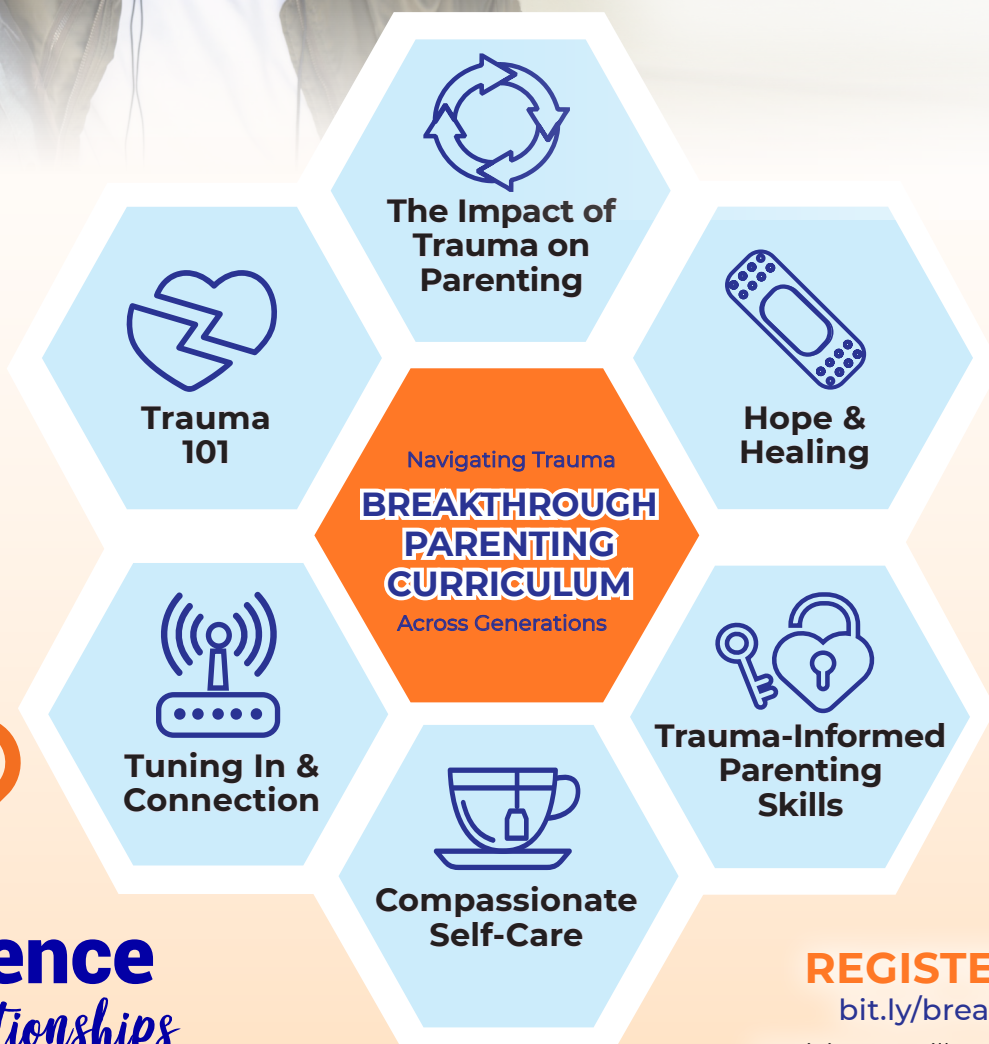 The Impact of
Trauma on
Parenting
Trauma
101
Hope &
Healing
Navigating Trauma
BREAKTHROUGH
PARENTING
CURRICULUM
Across Generations
Tuning In &
Connection
Trauma-Informed
Parenting
Skills
Compassionate
Self-Care
ence
tionships
REGISTE
bit.ly/brea